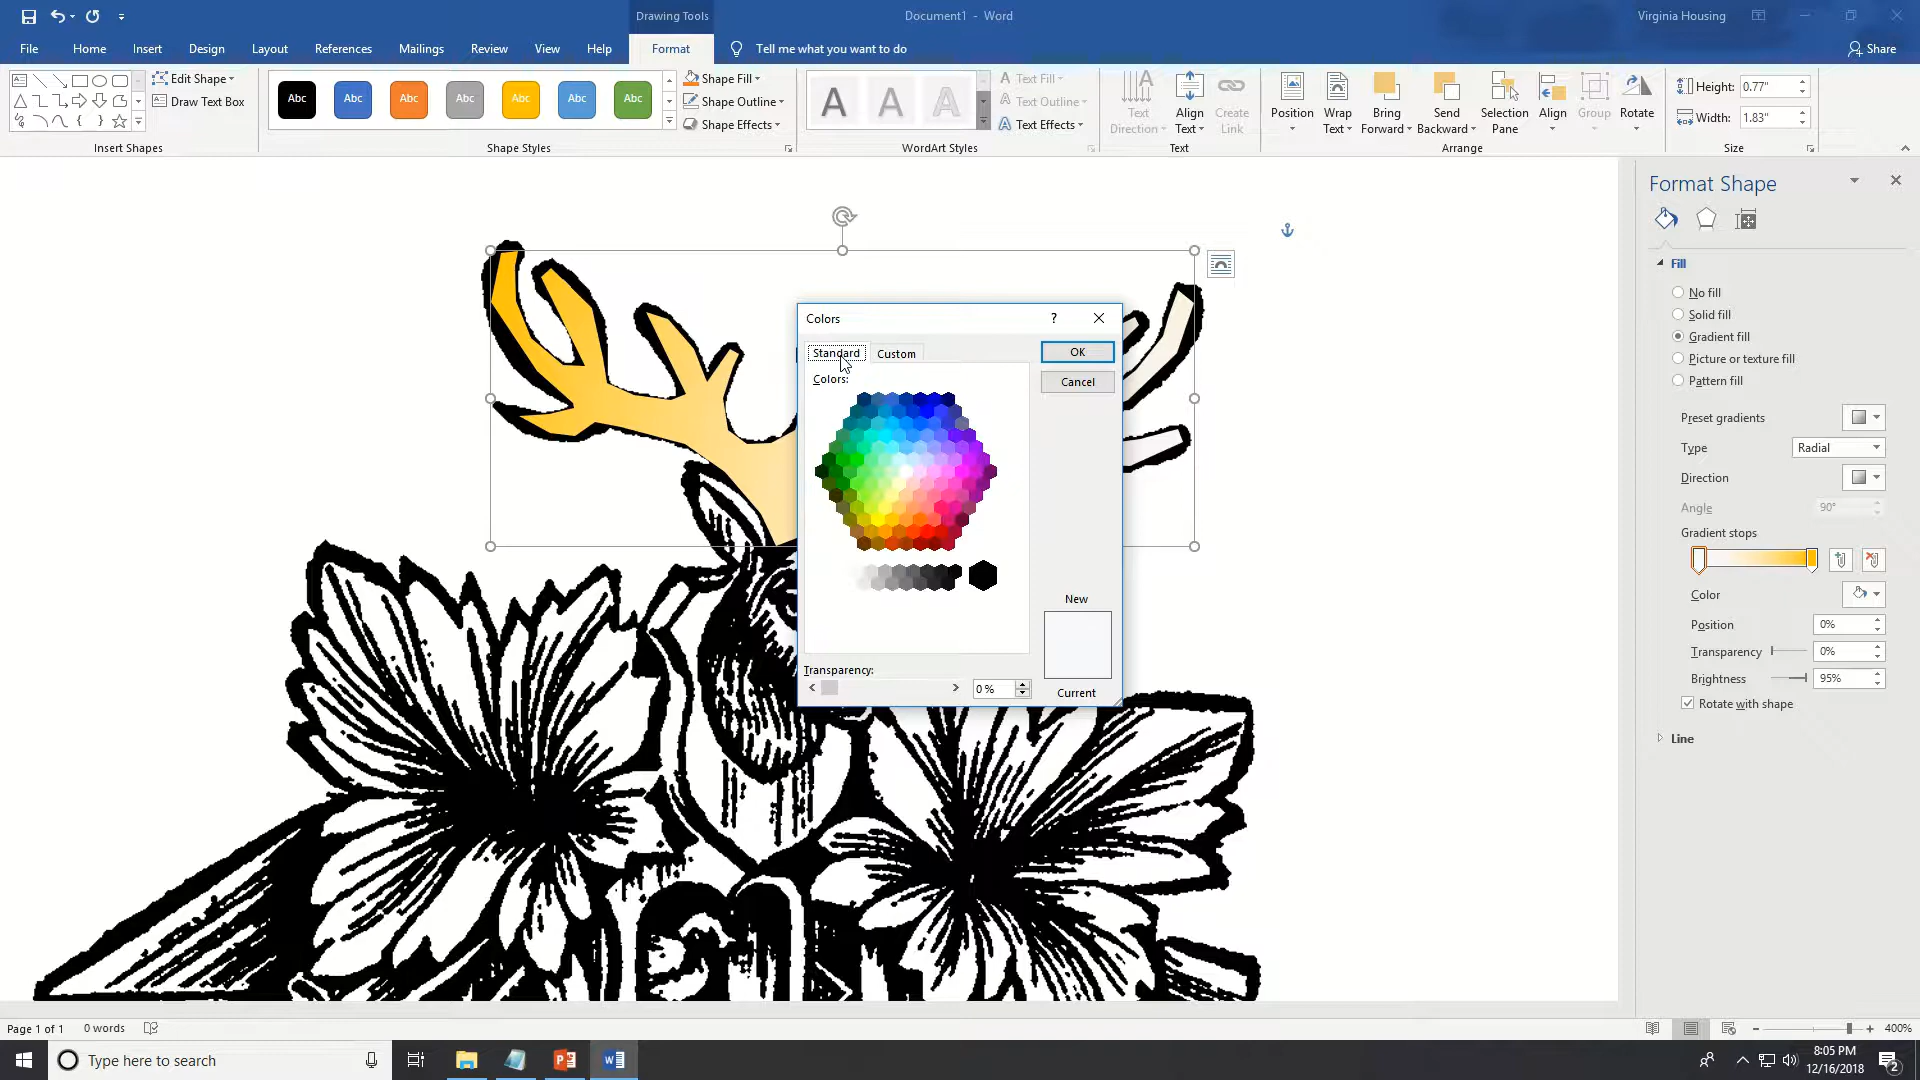 Drawing Tools
Document1 - Word
Virginia Housing
File Home Insert Design Layout References Mailings Review View Help Format Tell me what you want to do Share
Edit Shape
Draw Text Box
Insert Shapes
Abc Abc Abc Abc Abc Abc Abc
Shape Fill
Shape Outline
Shape Effects
Shape Styles
A A A
Text Fill
Text Outline
Text Effects
WordArt Styles
Text Direction
Align Text
Create Link
Text
Position
Wrap Text
Bring Forward
Send Backward
Selection Pane
Align
Group
Rotate
Arrange
Height: 0.77"
Width: 1.83"
Size
Format Shape
Fill
No fill
Solid fill
Gradient fill
Picture or texture fill
Pattern fill
Preset gradients
Type Radial
Direction
Angle 90°
Gradient stops
Color
Position 0%
Transparency 0%
Brightness 95%
Rotate with shape
Line
Colors ?
Standard Custom
OK
Cancel
Colors:
New
Current
Transparency:
0 %
Page 1 of 1 0 words
400%
Type here to search
8:05 PM
12/16/2018
2